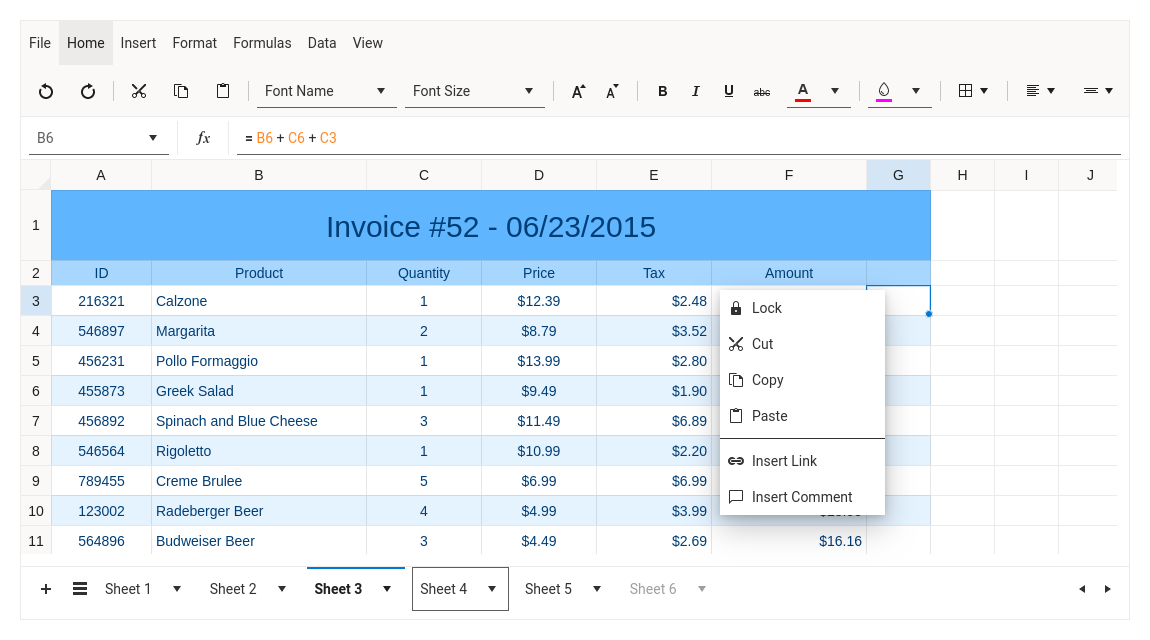 File Home Insert Format Formulas Data View
Font Name Font Size A A B I U abc A
B6 fx = B6 + C6 + C3
A B C D E F G H I J
1 Invoice #52 - 06/23/2015
2 ID Product Quantity Price Tax Amount
3 216321 Calzone 1 $12.39 $2.48
Lock
4 546897 Margarita 2 $8.79 $3.52
Cut
5 456231 Pollo Formaggio 1 $13.99 $2.80
Copy
6 455873 Greek Salad 1 $9.49 $1.90
Paste
7 456892 Spinach and Blue Cheese 3 $11.49 $6.89
8 546564 Rigoletto 1 $10.99 $2.20
Insert Link
9 789455 Creme Brulee 5 $6.99 $6.99
Insert Comment
10 123002 Radeberger Beer 4 $4.99 $3.99
11 564896 Budweiser Beer 3 $4.49 $2.69 $16.16
Sheet 1 Sheet 2 Sheet 3 Sheet 4 Sheet 5 Sheet 6